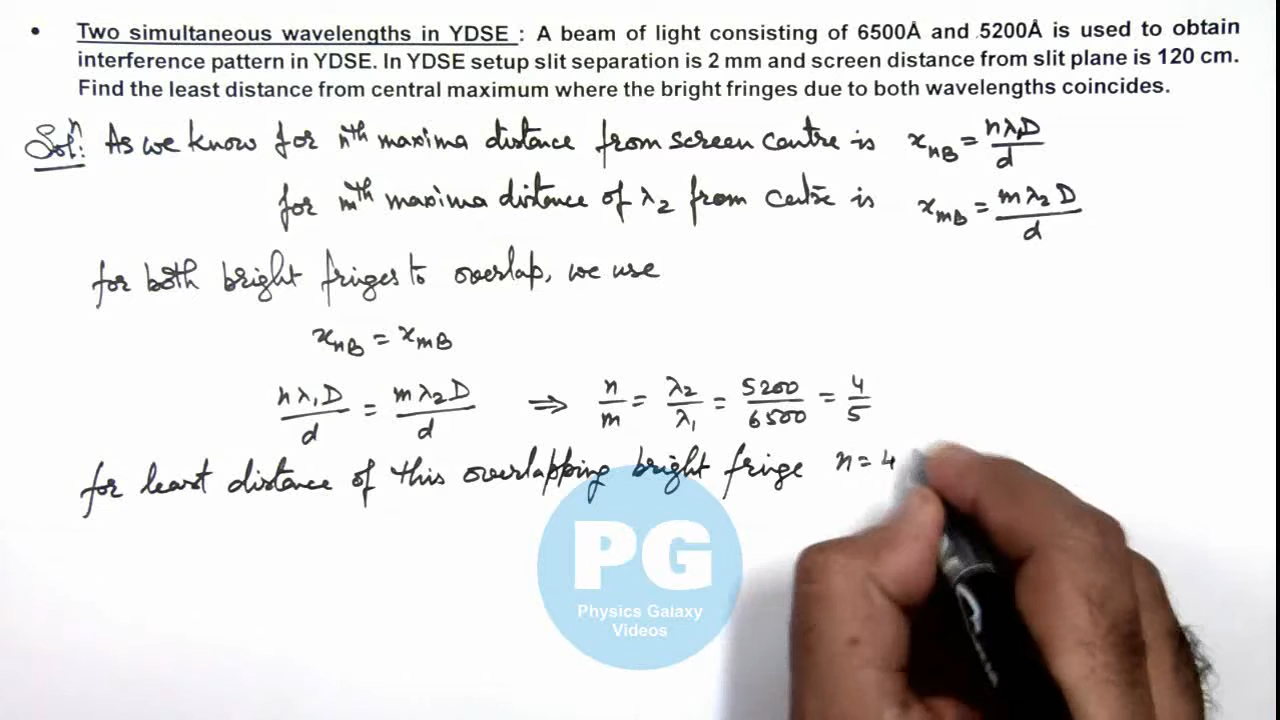 • Two simultaneous wavelengths in YDSE : A beam of light consisting of 6500Å and 5200Å is used to obtain
interference pattern in YDSE. In YDSE setup slit separation is 2 mm and screen distance from slit plane is 120 cm.
Find the least distance from central maximum where the bright fringes due to both wavelengths coincides.
Solⁿ: As we know for nth maxima distance from screen centre is x_nB = nλ₁D/d
for mth maxima distance of λ₂ from centre is x_mB = mλ₂D/d
for both bright fringes to overlap, we use
x_nB = x_mB
nλ₁D/d = mλ₂D/d ⇒ n/m = λ₂/λ₁ = 5200/6500 = 4/5
for least distance of this overlapping bright fringe n = 4
PG
Physics Galaxy
Videos